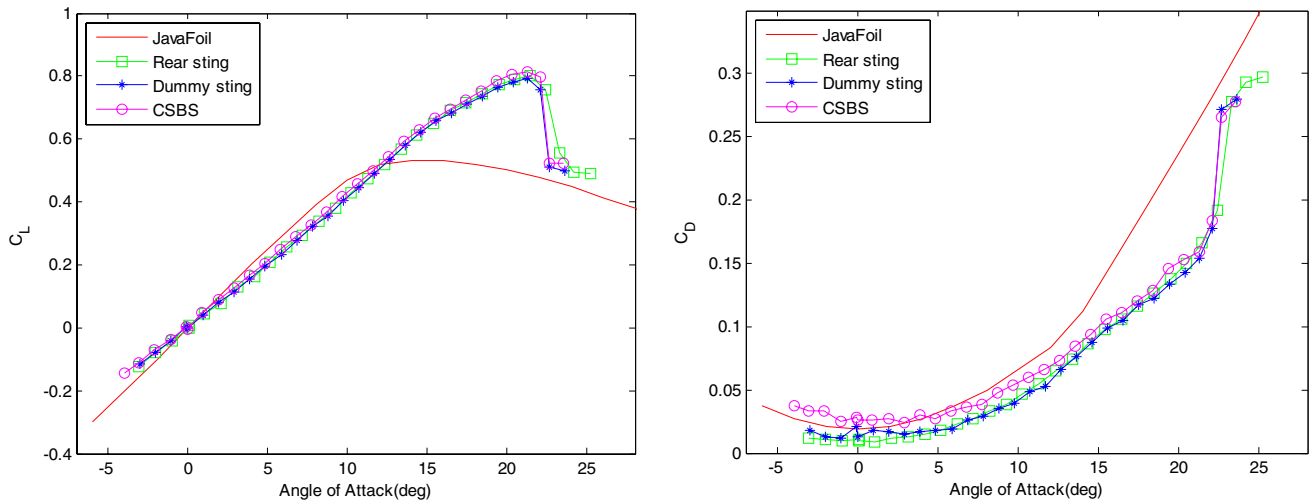 JavaFoil
Rear sting
Dummy sting
CSBS
1
0.8
0.6
0.4
0.2
0
-0.2
-0.4
C_L
-5 0 5 10 15 20 25
Angle of Attack(deg)
JavaFoil
Rear sting
Dummy sting
CSBS
0.3
0.25
0.2
0.15
0.1
0.05
0
C_D
-5 0 5 10 15 20 25
Angle of Attack(deg)